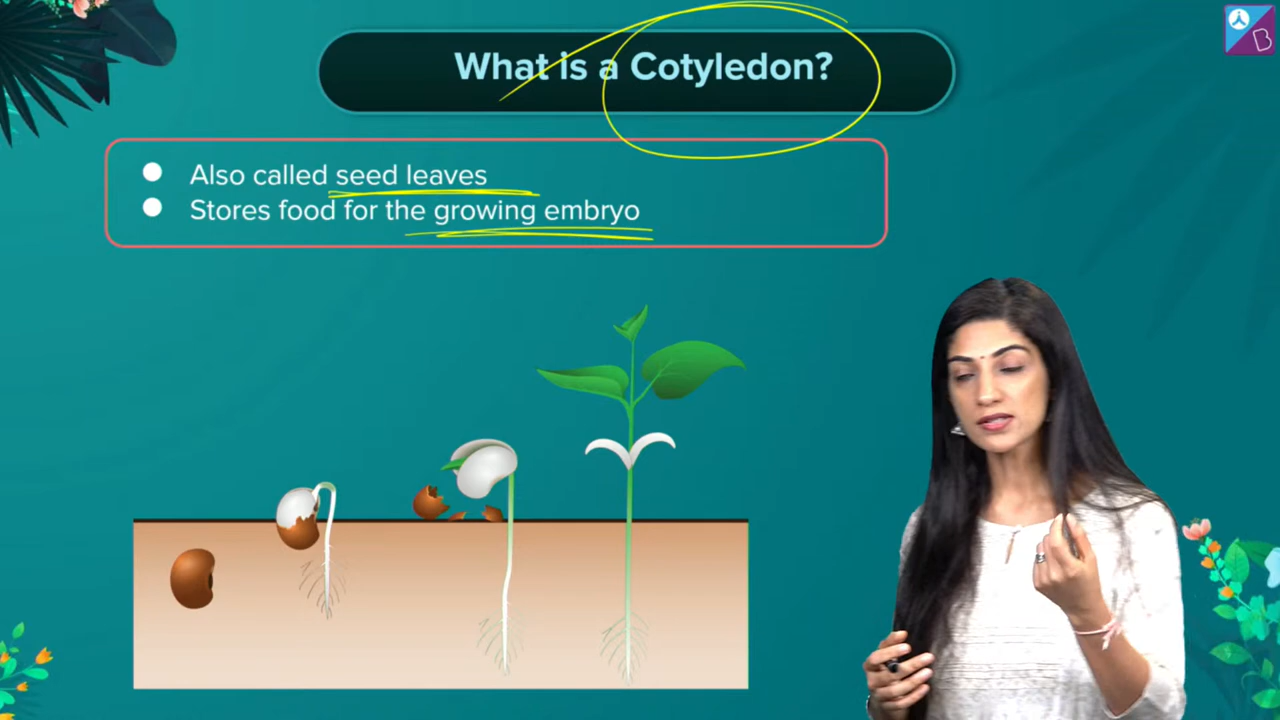 What is a Cotyledon?
Also called seed leaves
Stores food for the growing embryo
B